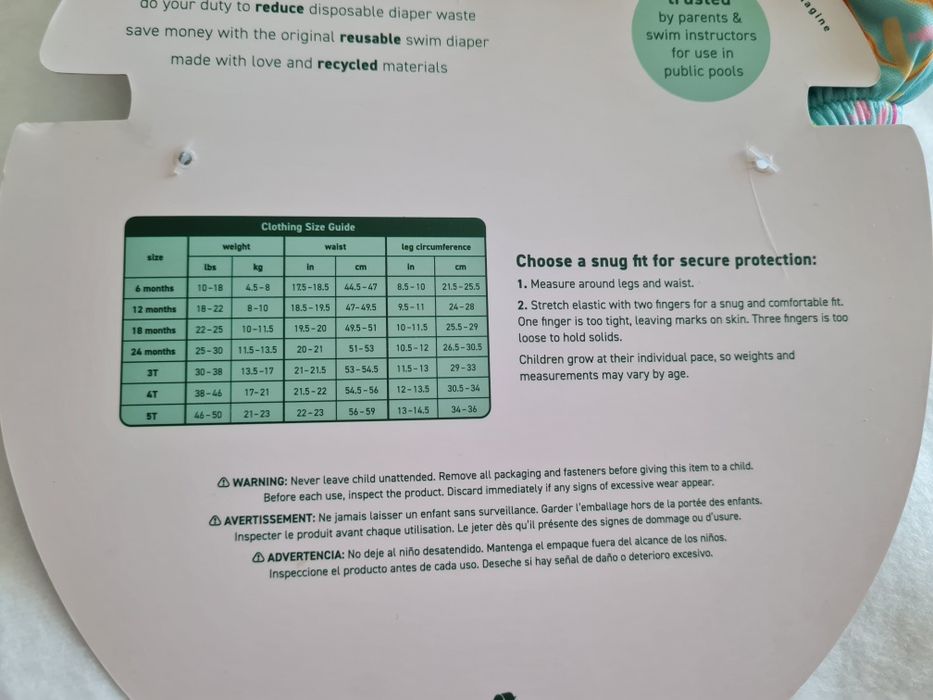 do your duty to reduce disposable diaper waste
save money with the original reusable swim diaper
made with love and recycled materials
trusted
by parents &
swim instructors
for use in
public pools
agine
Clothing Size Guide
size weight waist leg circumference
lbs kg in cm in cm
6 months 10-18 4.5-8 17.5-18.5 44.5-47 8.5-10 21.5-25.5
12 months 18-22 8-10 18.5-19.5 47-49.5 9.5-11 24-28
18 months 22-25 10-11.5 19.5-20 49.5-51 10-11.5 25.5-29
24 months 25-30 11.5-13.5 20-21 51-53 10.5-12 26.5-30.5
3T 30-38 13.5-17 21-21.5 53-54.5 11.5-13 29-33
4T 38-46 17-21 21.5-22 54.5-56 12-13.5 30.5-34
5T 46-50 21-23 22-23 56-59 13-14.5 34-36
Choose a snug fit for secure protection:
1. Measure around legs and waist.
2. Stretch elastic with two fingers for a snug and comfortable fit.
One finger is too tight, leaving marks on skin. Three fingers is too
loose to hold solids.
Children grow at their individual pace, so weights and
measurements may vary by age.
⚠ WARNING: Never leave child unattended. Remove all packaging and fasteners before giving this item to a child.
Before each use, inspect the product. Discard immediately if any signs of excessive wear appear.
⚠ AVERTISSEMENT: Ne jamais laisser un enfant sans surveillance. Garder l'emballage hors de la portée des enfants.
Inspecter le produit avant chaque utilisation. Le jeter dès qu'il présente des signes de dommage ou d'usure.
⚠ ADVERTENCIA: No deje al niño desatendido. Mantenga el empaque fuera del alcance de los niños.
Inspeccione el producto antes de cada uso. Deseche si hay señal de daño o deterioro excesivo.